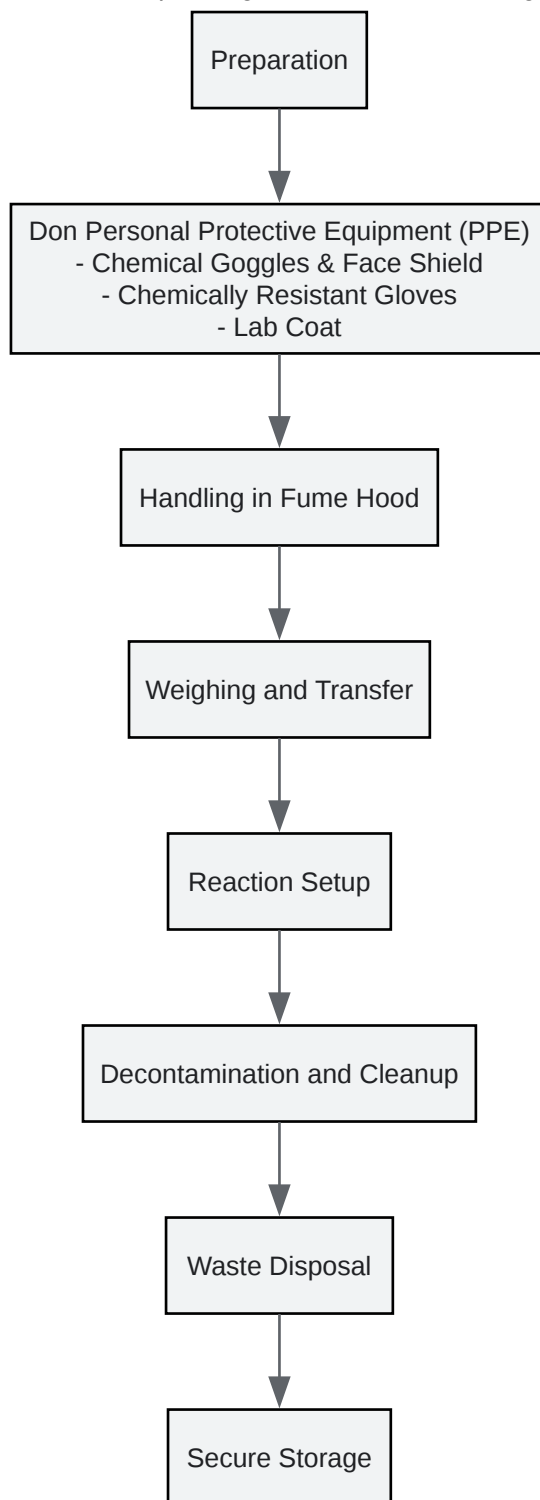 Preparation
Don Personal Protective Equipment (PPE)
- Chemical Goggles & Face Shield
- Chemically Resistant Gloves
- Lab Coat
Handling in Fume Hood
Weighing and Transfer
Reaction Setup
Decontamination and Cleanup
Waste Disposal
Secure Storage